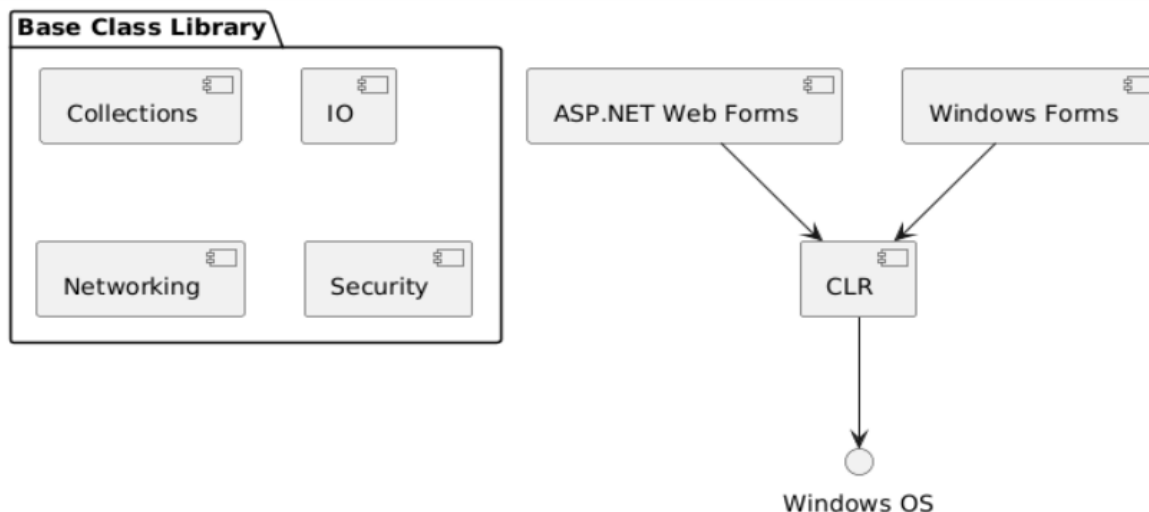 Base Class Library
Collections
IO
ASP.NET Web Forms
Windows Forms
Networking
Security
CLR
Windows OS